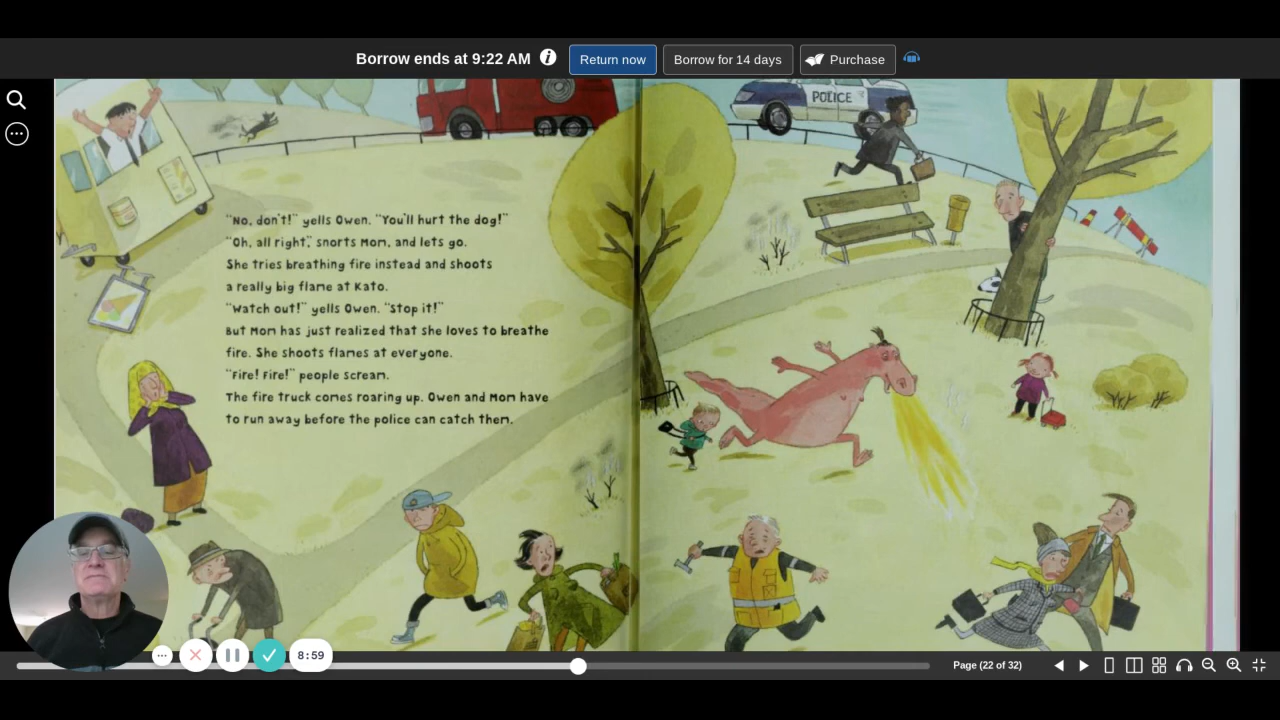 Borrow ends at 9:22 AM
Return now
Borrow for 14 days
Purchase
POLICE
"No, don't!" yells Owen. "You'll hurt the dog!"
"Oh, all right," snorts Mom, and lets go.
She tries breathing fire instead and shoots
a really big flame at Kato.
"Watch out!" yells Owen. "Stop it!"
But Mom has just realized that she loves to breathe
fire. She shoots flames at everyone.
"Fire! Fire!" people scream.
The fire truck comes roaring up. Owen and Mom have
to run away before the police can catch them.
8:59
Page (22 of 32)